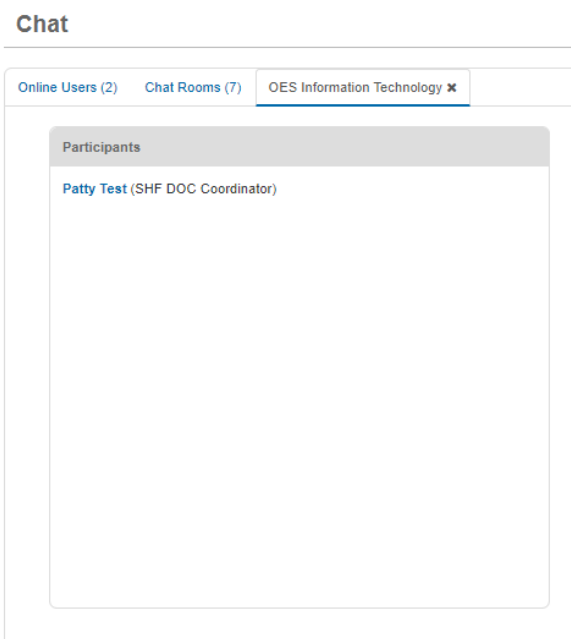 Chat
Online Users (2) Chat Rooms (7) OES Information Technology ✖
Participants
Patty Test (SHF DOC Coordinator)